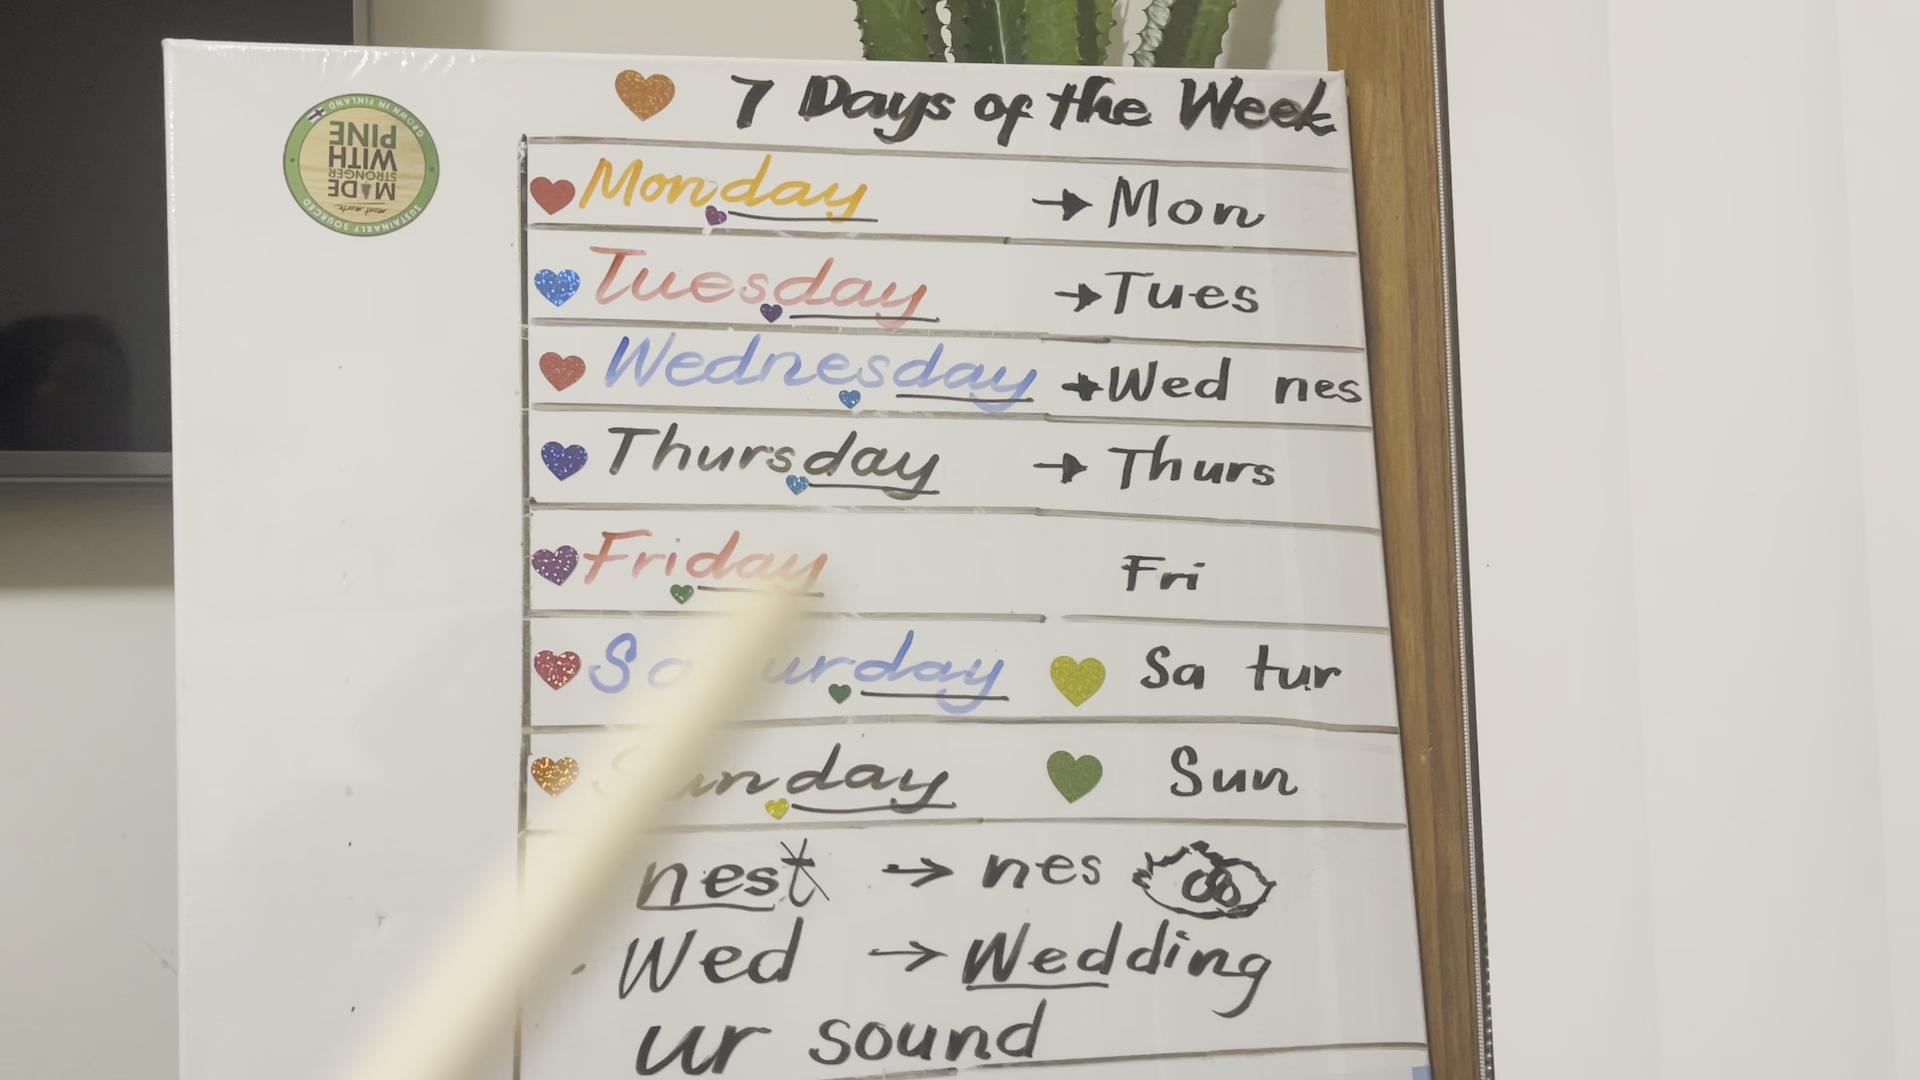 7 Days of the Week
Monday → Mon
Tuesday → Tues
Wednesday → Wed nes
Thursday → Thurs
Friday Fri
day Sa tur
day Sun
nest → nes
Wed → Wedding
ur sound
GROWN IN FINLAND
MADE
STRONGER
WITH
PINE
SUSTAINABLY SOURCED